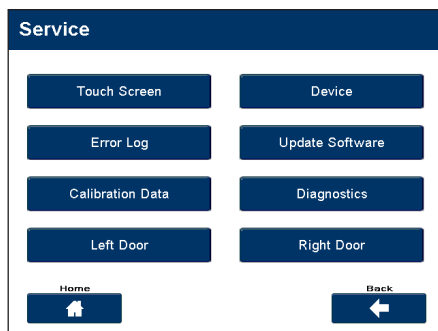 Service
Touch Screen
Device
Error Log
Update Software
Calibration Data
Diagnostics
Left Door
Right Door
Home
Back